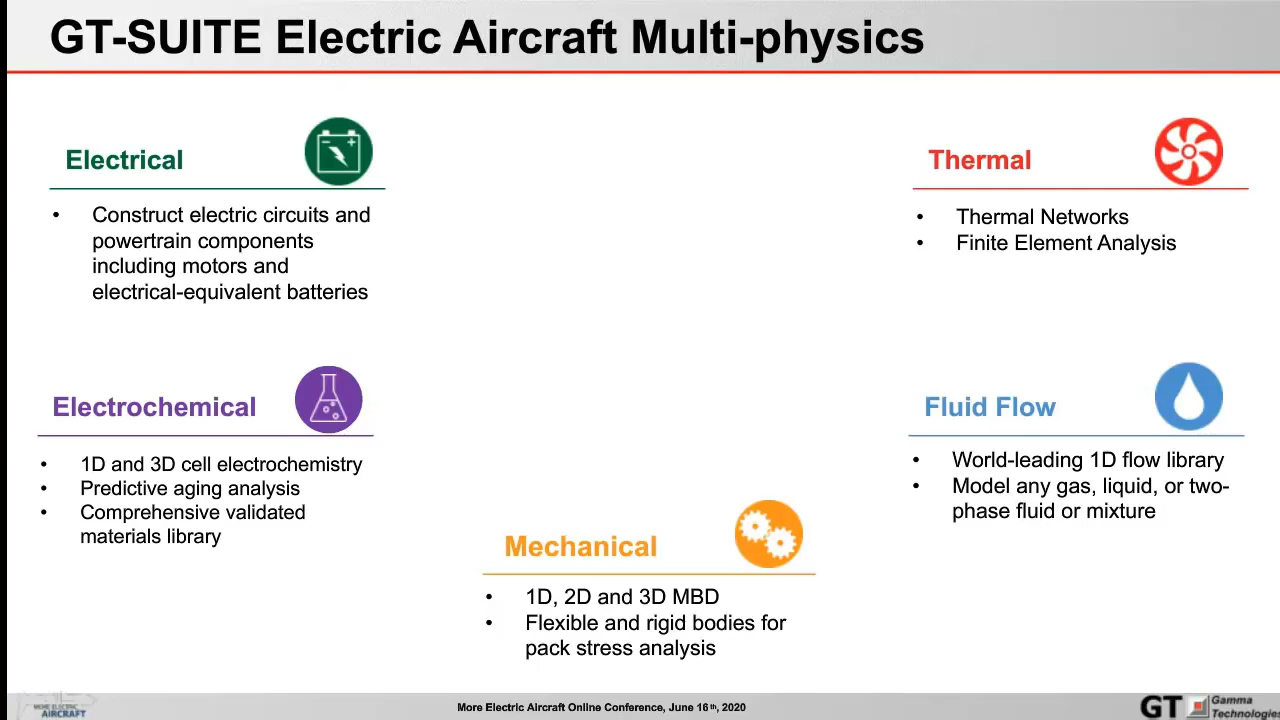 GT-SUITE Electric Aircraft Multi-physics
Electrical
• Construct electric circuits and
powertrain components
including motors and
electrical-equivalent batteries
Thermal
• Thermal Networks
• Finite Element Analysis
Electrochemical
• 1D and 3D cell electrochemistry
• Predictive aging analysis
• Comprehensive validated
materials library
Fluid Flow
• World-leading 1D flow library
• Model any gas, liquid, or two-
phase fluid or mixture
Mechanical
• 1D, 2D and 3D MBD
• Flexible and rigid bodies for
pack stress analysis
MORE ELECTRIC
AIRCRAFT
More Electric Aircraft Online Conference, June 16th, 2020
GT Gamma
Technologies